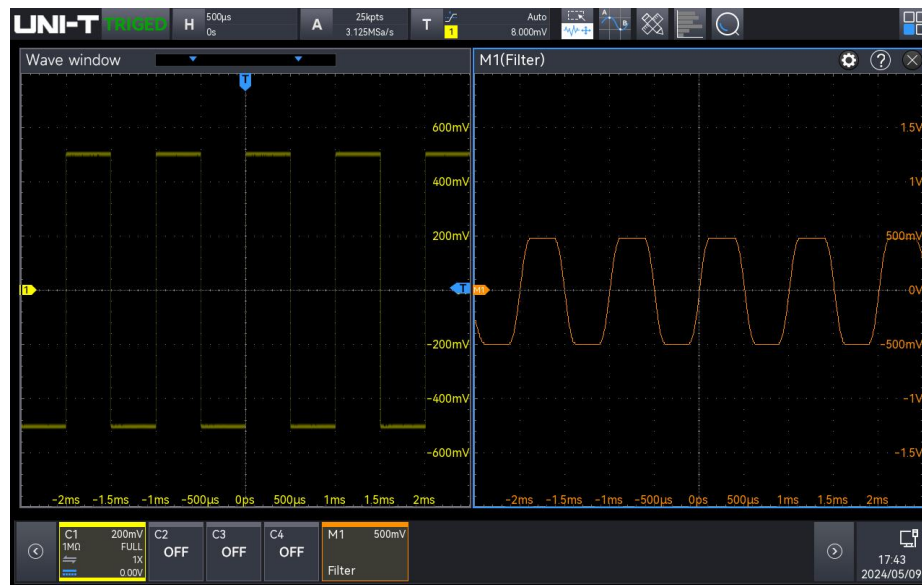 UNI-T TRIGED H 500μs 0s A 25kpts 3.125MSa/s T 1 Auto 8.000mV
Wave window
T
600mV
400mV
200mV
1 T
-200mV
-400mV
-600mV
-2ms -1.5ms -1ms -500μs 0ps 500μs 1ms 1.5ms 2ms
M1(Filter)
1.5V
1V
500mV
M1 0V
-500mV
-1V
-1.5V
-2ms -1.5ms -1ms -500μs 0ps 500μs 1ms 1.5ms 2ms
C1 200mV
1MΩ FULL
1X
0.00V
C2
OFF
C3
OFF
C4
OFF
M1 500mV
Filter
17:43
2024/05/09